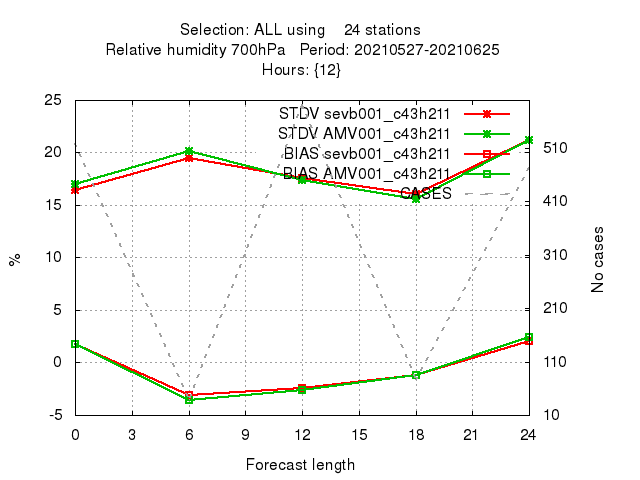 Selection: ALL using    24 stations
Relative humidity 700hPa   Period: 20210527-20210625
Hours: {12}
STDV sevb001_c43h211
STDV AMV001_c43h211
BIAS sevb001_c43h211
BIAS AMV001_c43h211
CASES
25
20
15
10
5
0
-5
%
510
410
310
210
110
10
No cases
0 3 6 9 12 15 18 21 24
Forecast length